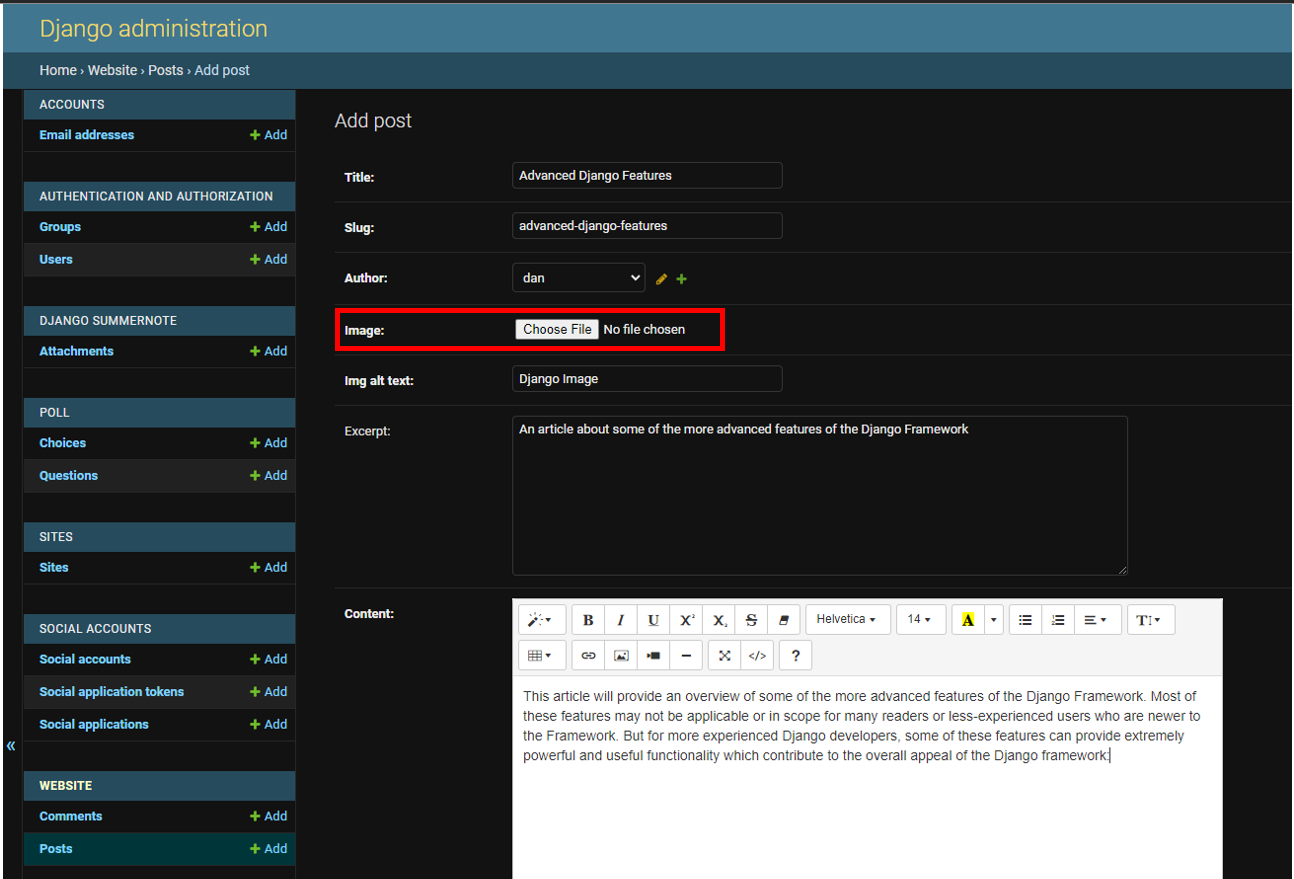 Django administration
Home › Website › Posts › Add post
ACCOUNTS
Email addresses + Add
AUTHENTICATION AND AUTHORIZATION
Groups + Add
Users + Add
DJANGO SUMMERNOTE
Attachments + Add
POLL
Choices + Add
Questions + Add
SITES
Sites + Add
SOCIAL ACCOUNTS
Social accounts + Add
Social application tokens + Add
Social applications + Add
«
WEBSITE
Comments + Add
Posts + Add
Add post
Title: Advanced Django Features
Slug: advanced-django-features
Author: dan
Image: Choose File No file chosen
Img alt text: Django Image
Excerpt: An article about some of the more advanced features of the Django Framework
Content:
B I U X² X₂ S Helvetica 14 A T
</> ?
This article will provide an overview of some of the more advanced features of the Django Framework. Most of
these features may not be applicable or in scope for many readers or less-experienced users who are newer to
the Framework. But for more experienced Django developers, some of these features can provide extremely
powerful and useful functionality which contribute to the overall appeal of the Django framework: